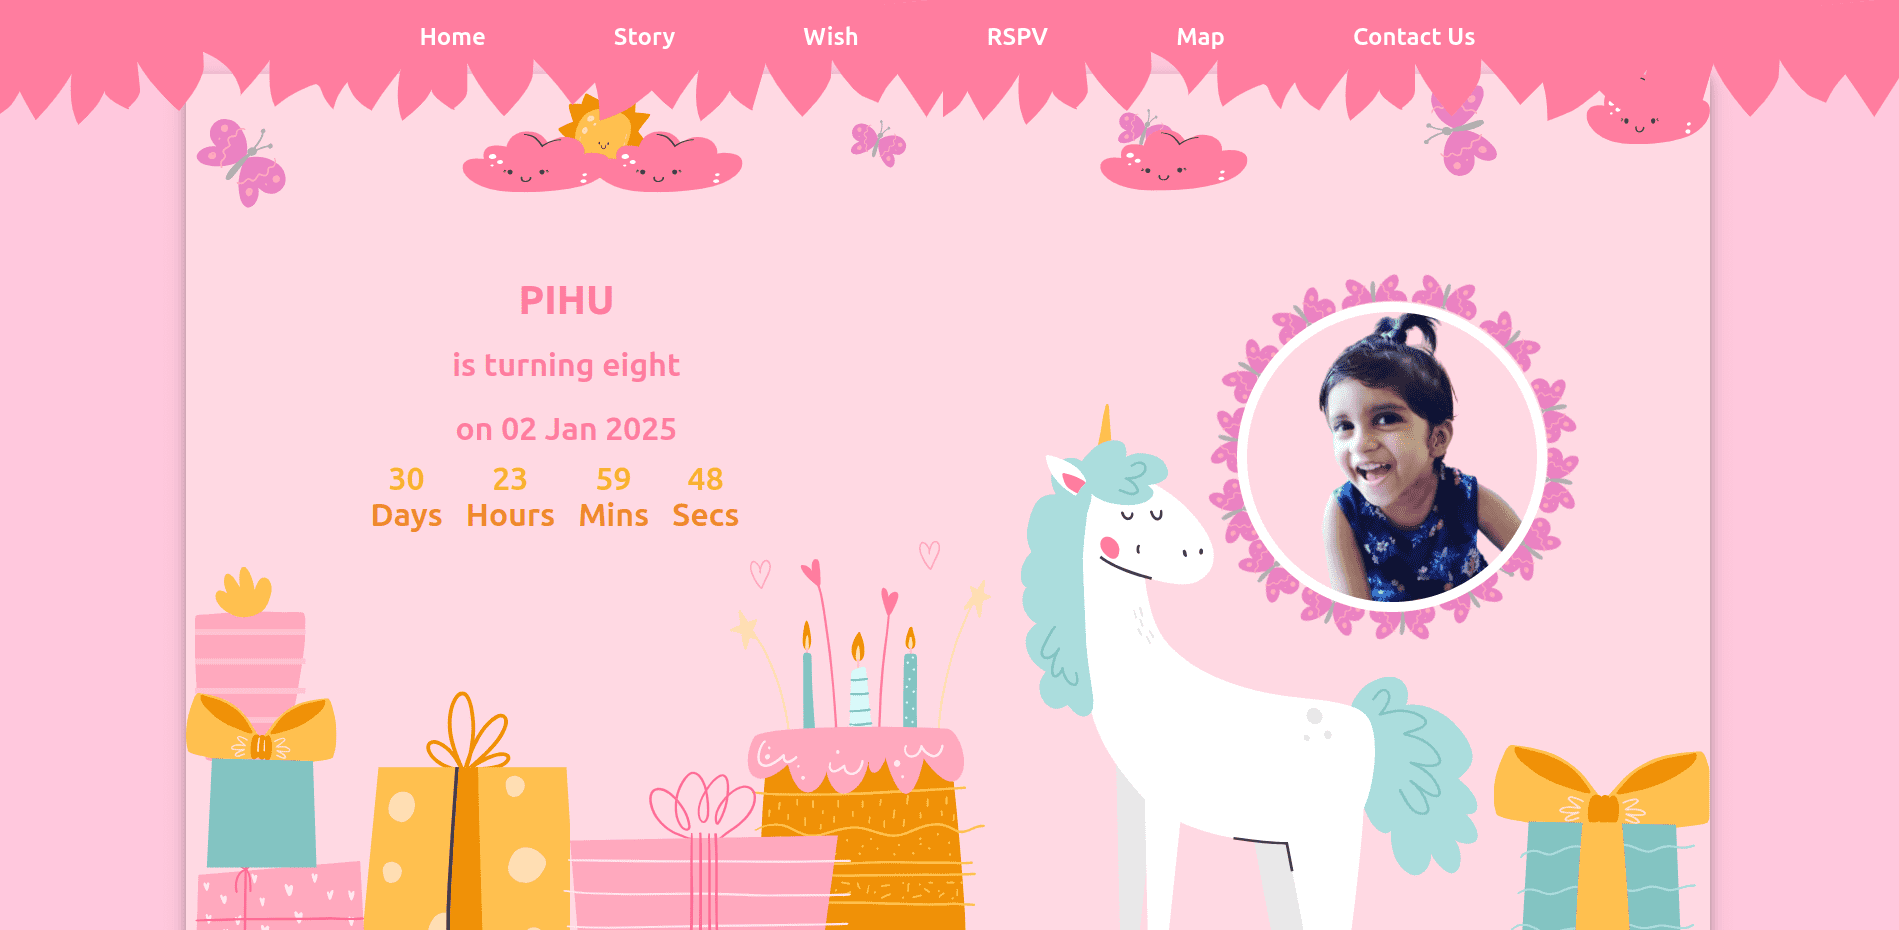 Home Story Wish RSPV Map Contact Us
PIHU
is turning eight
on 02 Jan 2025
30 23 59 48
Days Hours Mins Secs